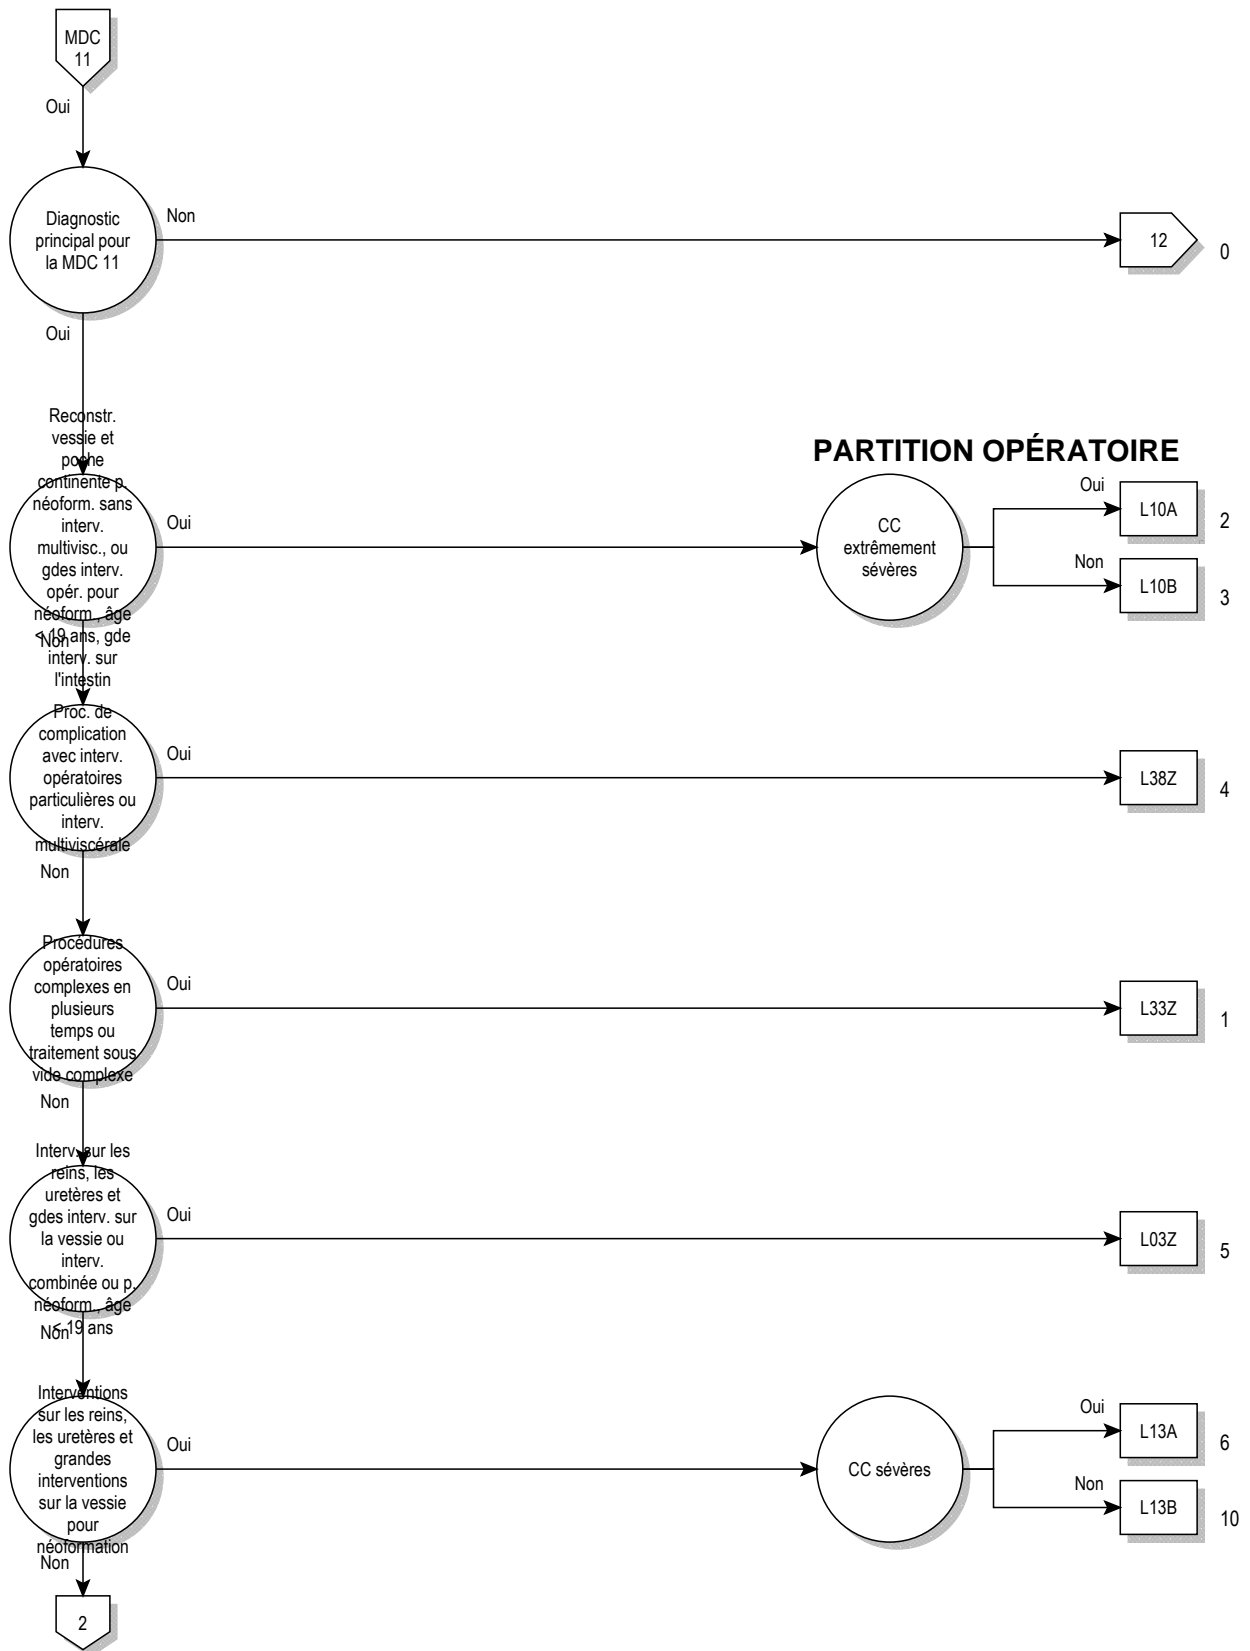 MDC
11
Oui
Diagnostic
principal pour
la MDC 11
Non
12
0
Oui
PARTITION OPÉRATOIRE
Reconstr.
vessie et
poche
continente p.
néoform. sans
interv.
multivisc., ou
gdes interv.
opér. pour
néoform., âge
< 19 ans, gde
interv. sur
l'intestin
Oui
CC
extrêmement
sévères
Oui
L10A
2
Non
L10B
3
Non
Proc. de
complication
avec interv.
opératoires
particulières ou
interv.
multiviscérale
Oui
L38Z
4
Non
Procédures
opératoires
complexes en
plusieurs
temps ou
traitement sous
vide complexe
Oui
L33Z
1
Non
Interv. sur les
reins, les
uretères et
gdes interv. sur
la vessie ou
interv.
combinée ou p.
néoform., âge
< 19 ans
Oui
L03Z
5
Non
Interventions
sur les reins,
les uretères et
grandes
interventions
sur la vessie
pour
néoformation
Oui
CC sévères
Oui
L13A
6
Non
L13B
10
Non
2